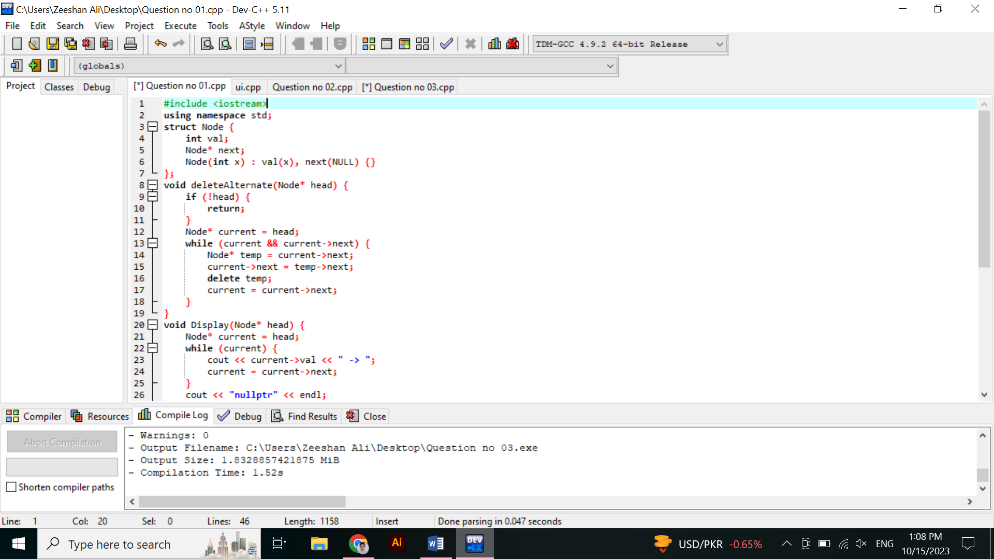 C:\Users\Zeeshan Ali\Desktop\Question no 01.cpp - Dev-C++ 5.11
File Edit Search View Project Execute Tools AStyle Window Help
TDM-GCC 4.9.2 64-bit Release
(globals)
Project Classes Debug [*] Question no 01.cpp ui.cpp Question no 02.cpp [*] Question no 03.cpp
1 #include <iostream>
2 using namespace std;
3 struct Node {
4 int val;
5 Node* next;
6 Node(int x) : val(x), next(NULL) {}
7 };
8 void deleteAlternate(Node* head) {
9 if (!head) {
10 return;
11 }
12 Node* current = head;
13 while (current && current->next) {
14 Node* temp = current->next;
15 current->next = temp->next;
16 delete temp;
17 current = current->next;
18 }
19 }
20 void Display(Node* head) {
21 Node* current = head;
22 while (current) {
23 cout << current->val << " -> ";
24 current = current->next;
25 }
26 cout << "nullptr" << endl;
Compiler Resources Compile Log Debug Find Results Close
Abort Compilation
Shorten compiler paths
- Warnings: 0
- Output Filename: C:\Users\Zeeshan Ali\Desktop\Question no 03.exe
- Output Size: 1.8328857421875 MiB
- Compilation Time: 1.52s
Line: 1 Col: 20 Sel: 0 Lines: 46 Length: 1158 Insert Done parsing in 0.047 seconds
Type here to search
Ai
DEV
USD/PKR -0.65%
ENG
1:08 PM
10/15/2023